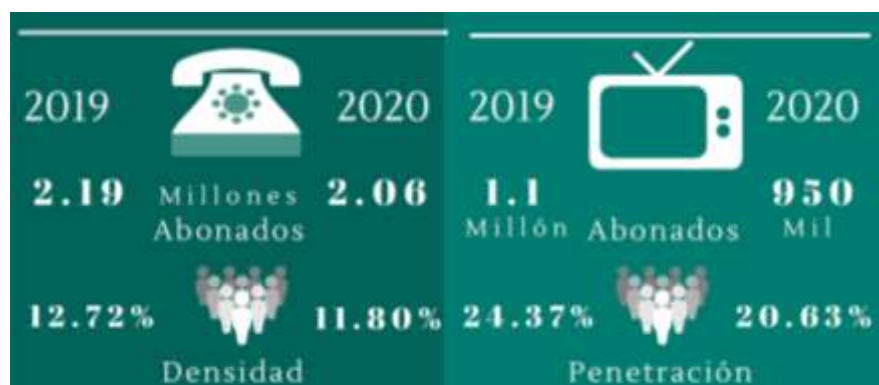 2019 2020
2.19 Millones 2.06
Abonados
12.72% 11.80%
Densidad
2019 2020
1.1 950
Millón Abonados Mil
24.37% 20.63%
Penetración